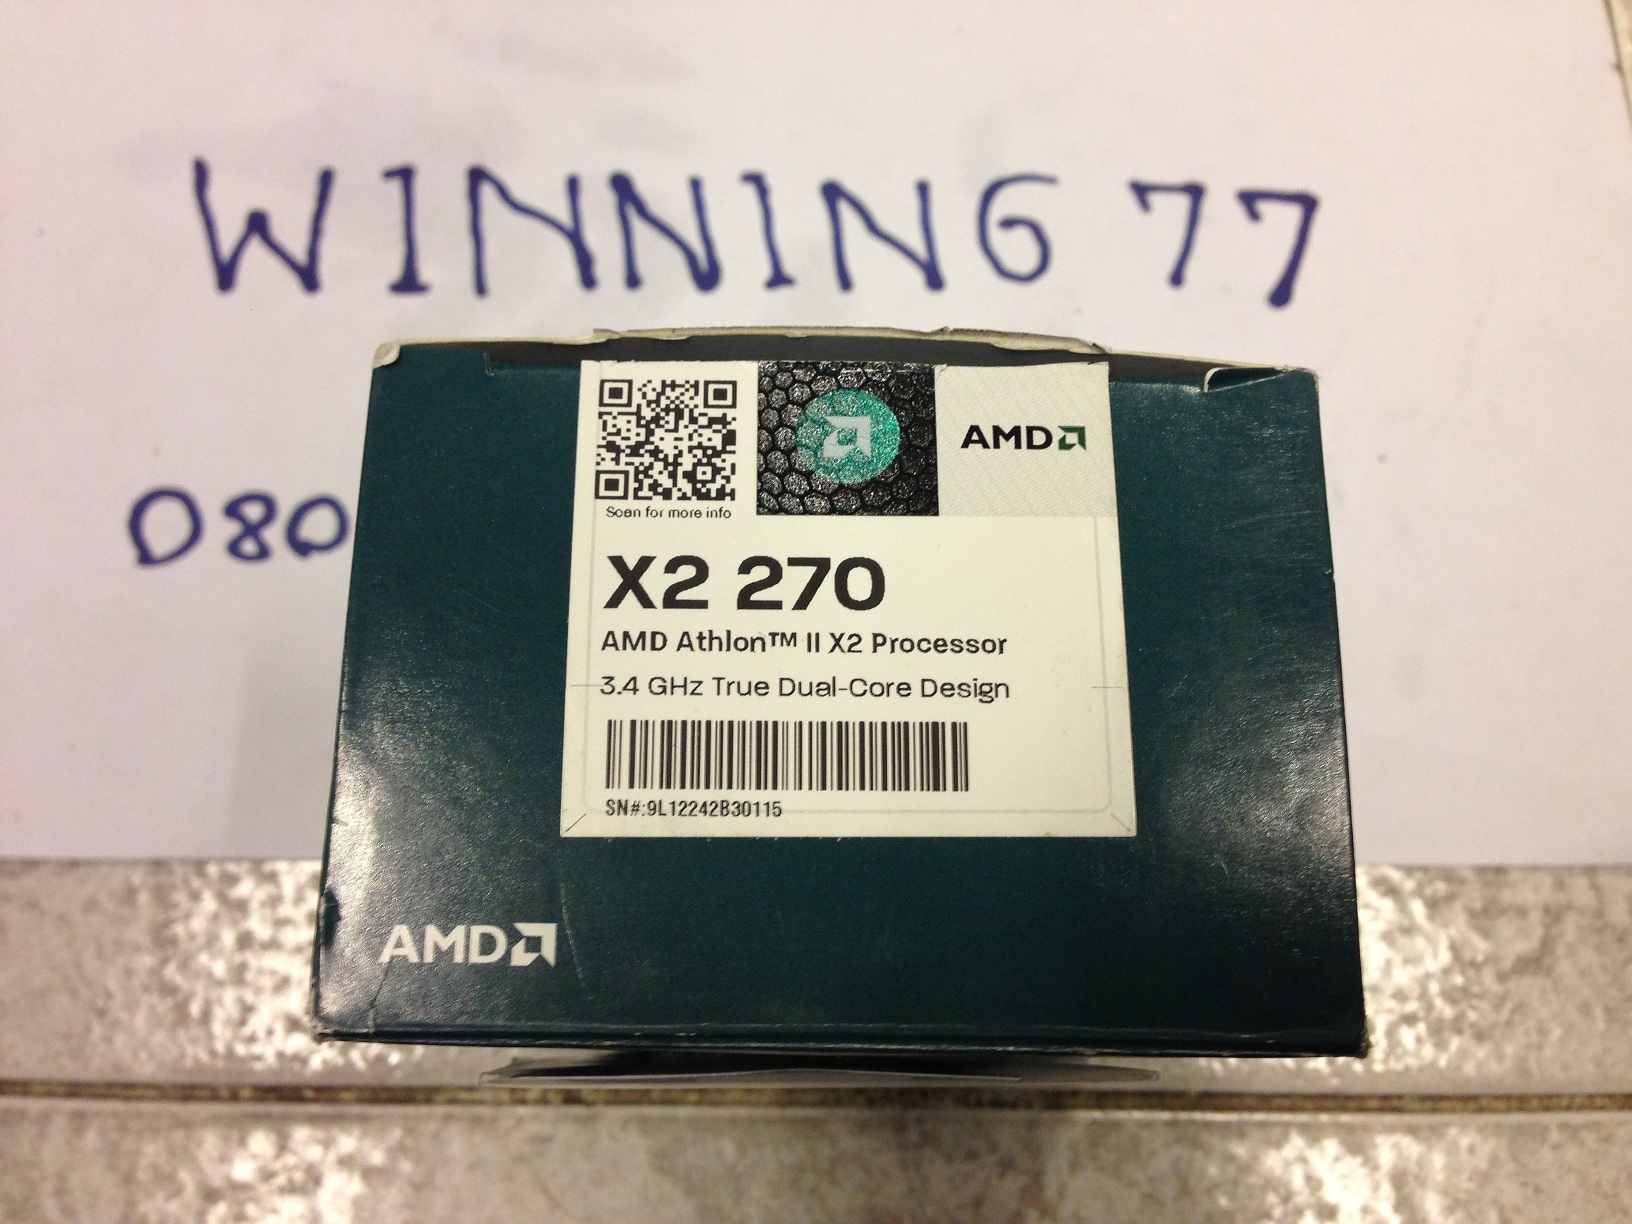 WINNING 77
080
AMD
Scan for more info
X2 270
AMD Athlon™ II X2 Processor
3.4 GHz True Dual-Core Design
SN#:9L12242B30115
AMD